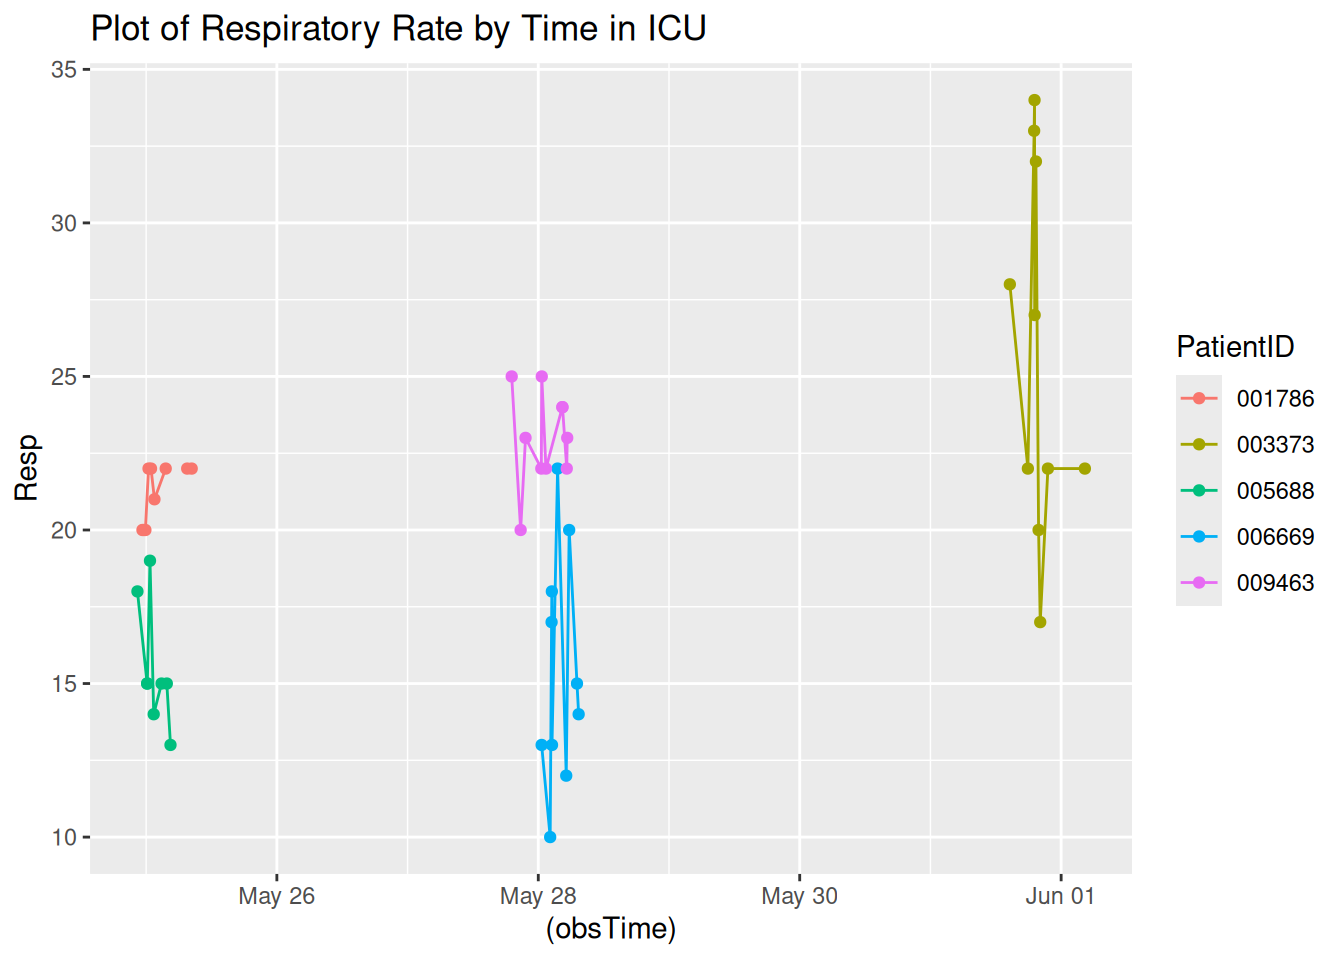 Plot of Respiratory Rate by Time in ICU
35
30
25
20
15
10
Resp
May 26
May 28
May 30
Jun 01
(obsTime)
PatientID
001786
003373
005688
006669
009463